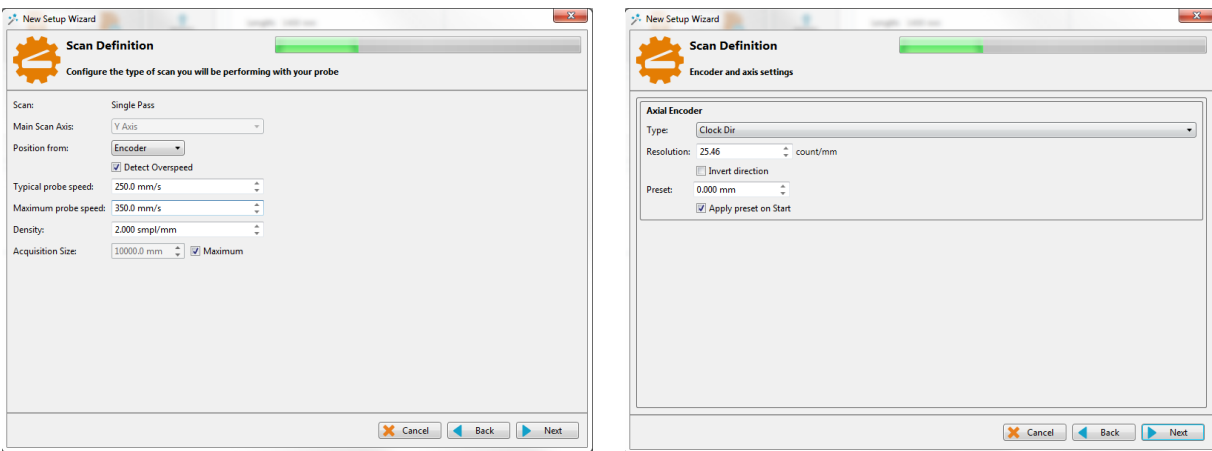 New Setup Wizard
Scan Definition
Configure the type of scan you will be performing with your probe
Scan: Single Pass
Main Scan Axis: Y Axis
Position from: Encoder
Detect Overspeed
Typical probe speed: 250.0 mm/s
Maximum probe speed: 350.0 mm/s
Density: 2.000 smpl/mm
Acquisition Size: 10000.0 mm Maximum
Cancel Back Next
New Setup Wizard
Scan Definition
Encoder and axis settings
Axial Encoder
Type: Clock Dir
Resolution: 25.46 count/mm
Invert direction
Preset: 0.000 mm
Apply preset on Start
Cancel Back Next